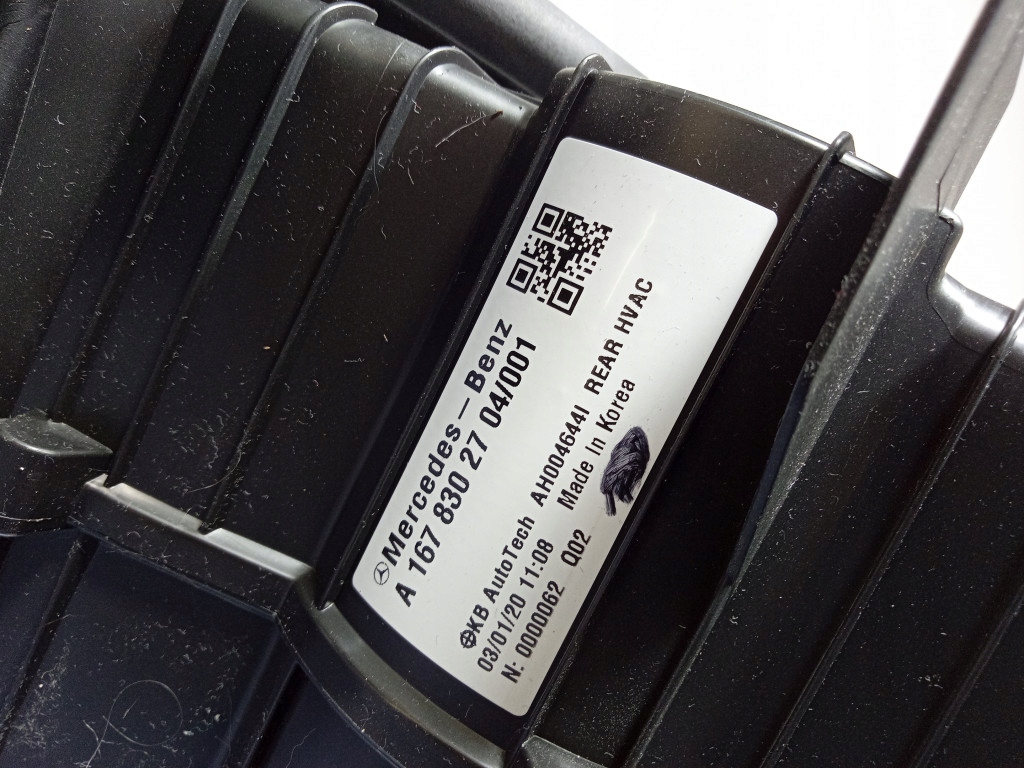 Mercedes-Benz
A 167 830 27 04/001
KB AutoTech AH004644I REAR HVAC
03/01/20 11:08 Made In Korea
N: 0000062 Q02